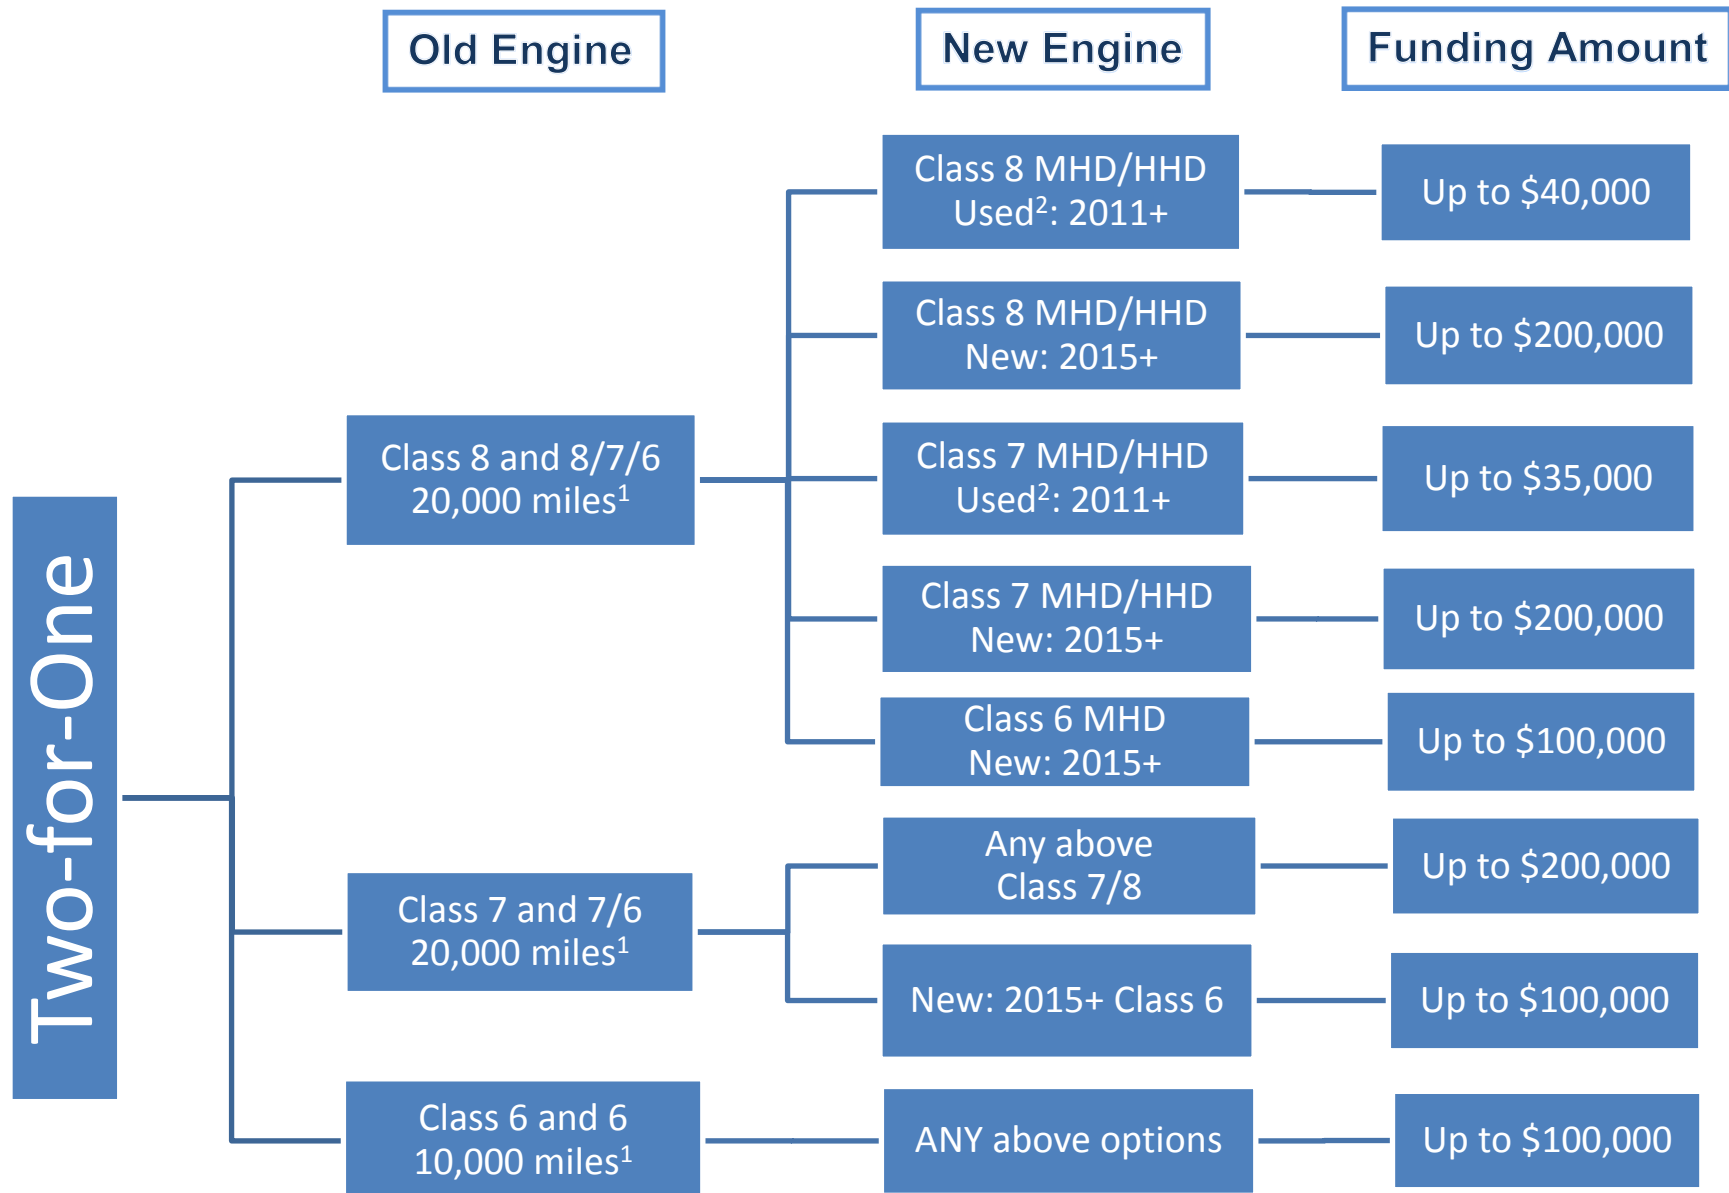 Old Engine
New Engine
Funding Amount
Two-for-One
Class 8 and 8/7/6
20,000 miles¹
Class 8 MHD/HHD
Used²: 2011+
Up to $40,000
Class 8 MHD/HHD
New: 2015+
Up to $200,000
Class 7 MHD/HHD
Used²: 2011+
Up to $35,000
Class 7 MHD/HHD
New: 2015+
Up to $200,000
Class 6 MHD
New: 2015+
Up to $100,000
Class 7 and 7/6
20,000 miles¹
Any above
Class 7/8
Up to $200,000
New: 2015+ Class 6
Up to $100,000
Class 6 and 6
10,000 miles¹
ANY above options
Up to $100,000